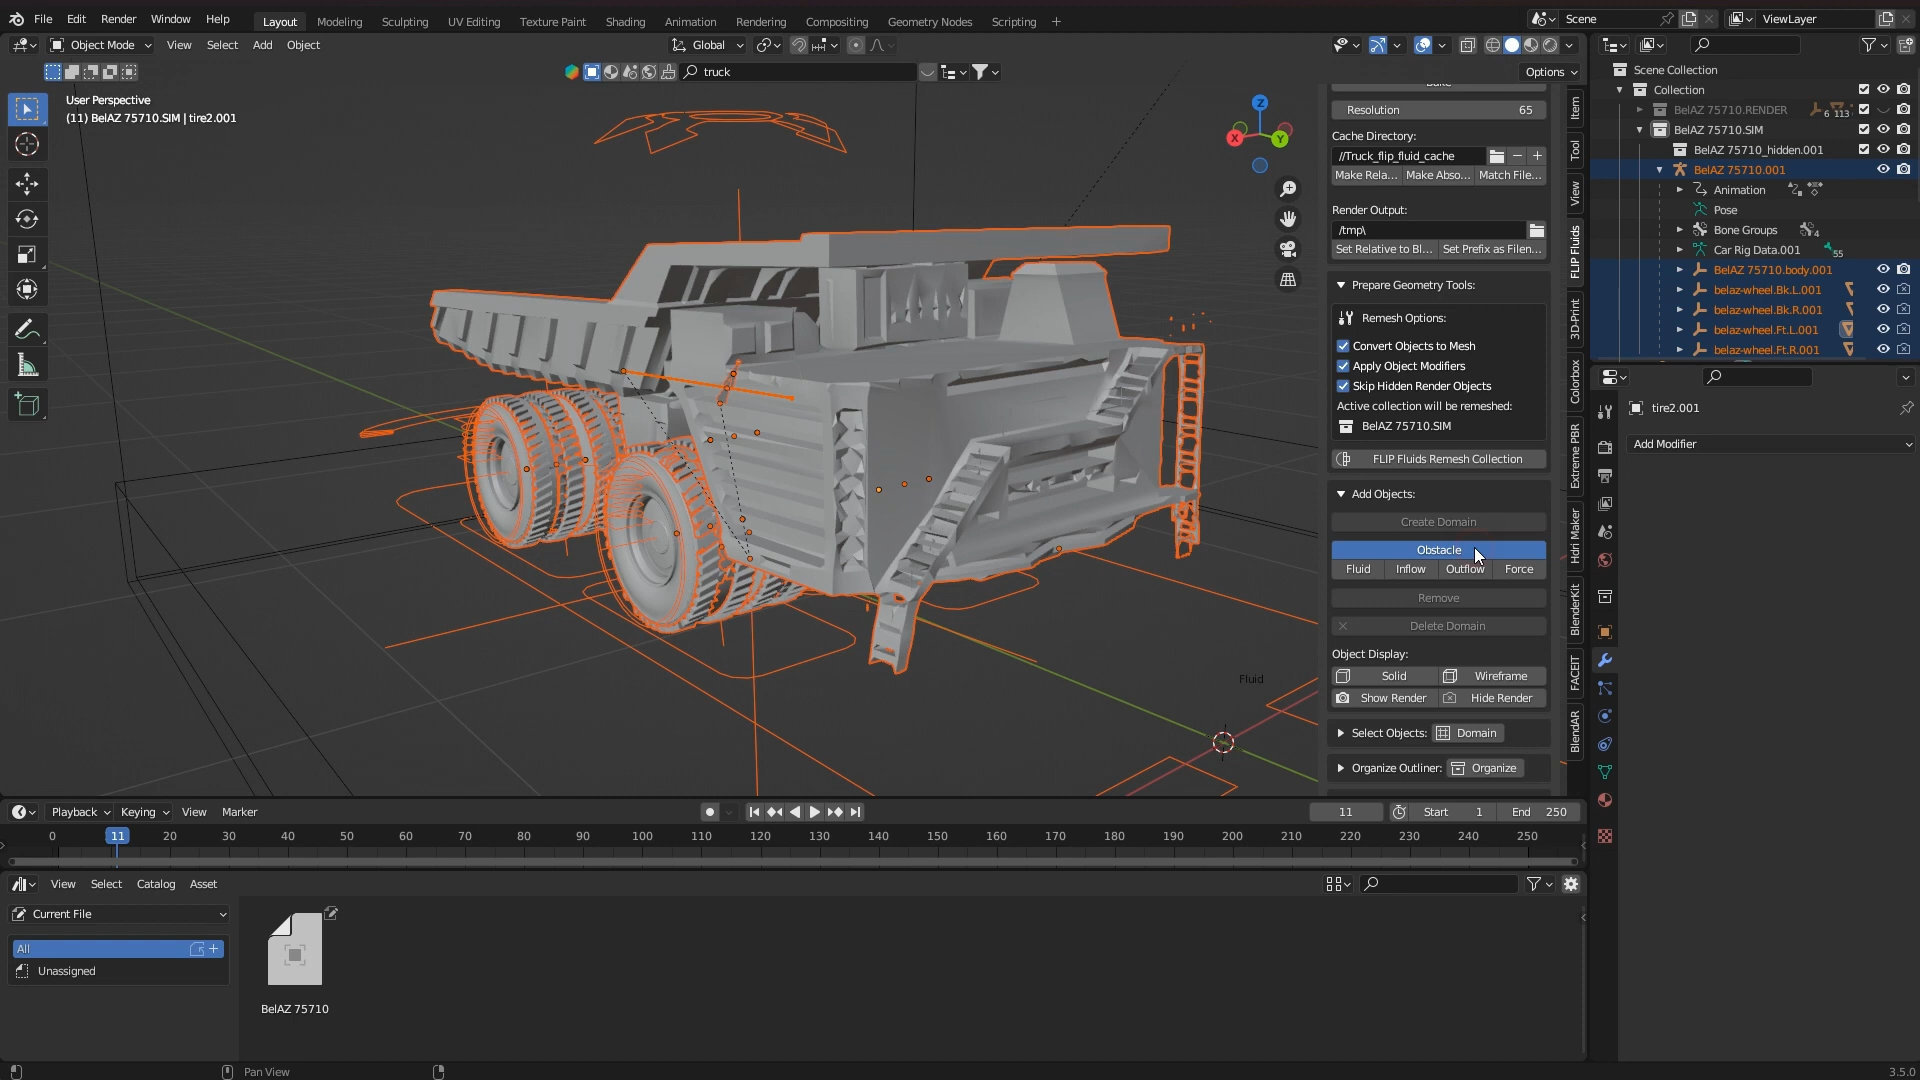 File Edit Render Window Help Layout Modeling Sculpting UV Editing Texture Paint Shading Animation Rendering Compositing Geometry Nodes Scripting + Scene ViewLayer
Object Mode View Select Add Object Global
truck Options
User Perspective
(11) BelAZ 75710.SIM | tire2.001
Z
X Y
Resolution 65
Cache Directory:
//Truck_flip_fluid_cache
Make Rela... Make Abso... Match File...
Render Output:
/tmp\
Set Relative to Bl... Set Prefix as Filen...
Prepare Geometry Tools:
Remesh Options:
Convert Objects to Mesh
Apply Object Modifiers
Skip Hidden Render Objects
Active collection will be remeshed:
BelAZ 75710.SIM
FLIP Fluids Remesh Collection
Add Objects:
Create Domain
Obstacle
Fluid Inflow Outflow Force
Remove
Delete Domain
Object Display:
Solid Wireframe
Show Render Hide Render
Select Objects: Domain
Organize Outliner: Organize
Fluid
Item
Tool
View
FLIP Fluids
3D-Print
Colorbox
Extreme PBR
Hdri Maker
BlenderKit
FACEIT
BlendAR
Scene Collection
Collection
BelAZ 75710.RENDER 6 113
BelAZ 75710.SIM
BelAZ 75710_hidden.001
BelAZ 75710.001
Animation
Pose
Bone Groups 4
Car Rig Data.001 55
BelAZ 75710.body.001
belaz-wheel.Bk.L.001
belaz-wheel.Bk.R.001
belaz-wheel.Ft.L.001
belaz-wheel.Ft.R.001
tire2.001
Add Modifier
Playback Keying View Marker 11 Start 1 End 250
0 11 20 30 40 50 60 70 80 90 100 110 120 130 140 150 160 170 180 190 200 210 220 230 240 250
View Select Catalog Asset
Current File
All
Unassigned
BelAZ 75710
Pan View 3.5.0